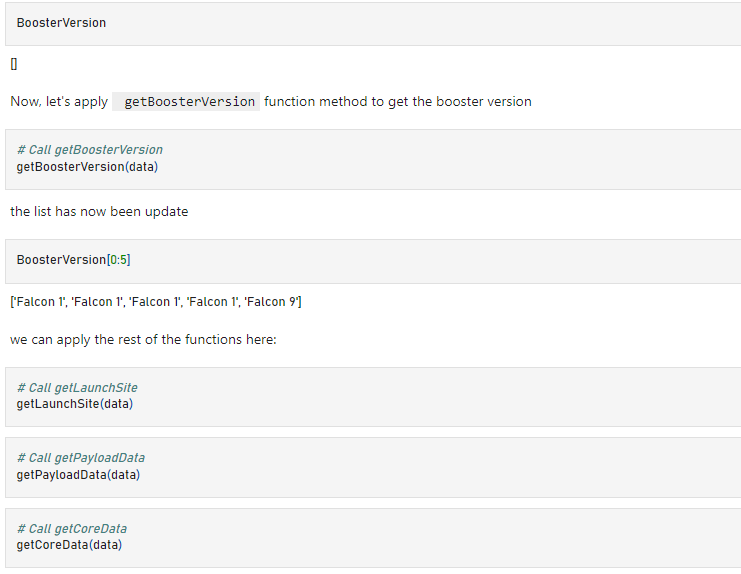 BoosterVersion
[]
Now, let's apply getBoosterVersion function method to get the booster version
# Call getBoosterVersion
getBoosterVersion(data)
the list has now been update
BoosterVersion[0:5]
['Falcon 1', 'Falcon 1', 'Falcon 1', 'Falcon 1', 'Falcon 9']
we can apply the rest of the functions here:
# Call getLaunchSite
getLaunchSite(data)
# Call getPayloadData
getPayloadData(data)
# Call getCoreData
getCoreData(data)